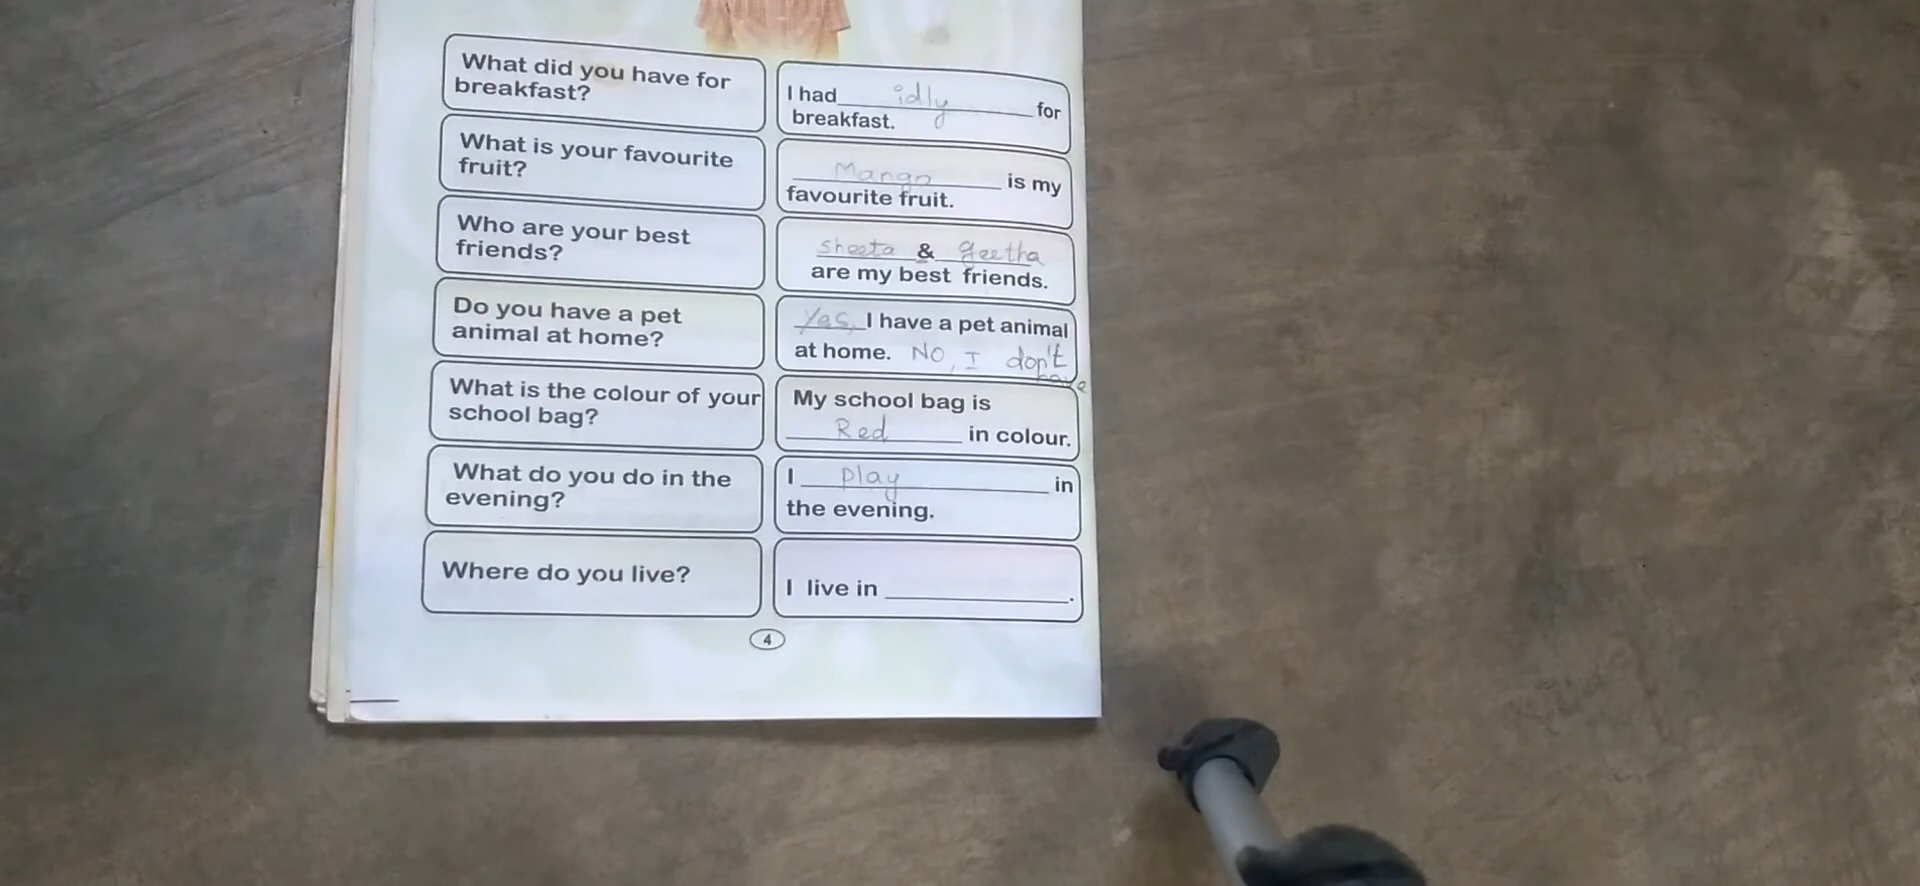 What did you have for
breakfast?
I had idly for
breakfast.
What is your favourite
fruit?
Mango is my
favourite fruit.
Who are your best
friends?
sheeta & geetha
are my best friends.
Do you have a pet
animal at home?
Yes, I have a pet animal
at home. NO, I don't
have
What is the colour of your
school bag?
My school bag is
Red in colour.
What do you do in the
evening?
I play in
the evening.
Where do you live?
I live in .
4